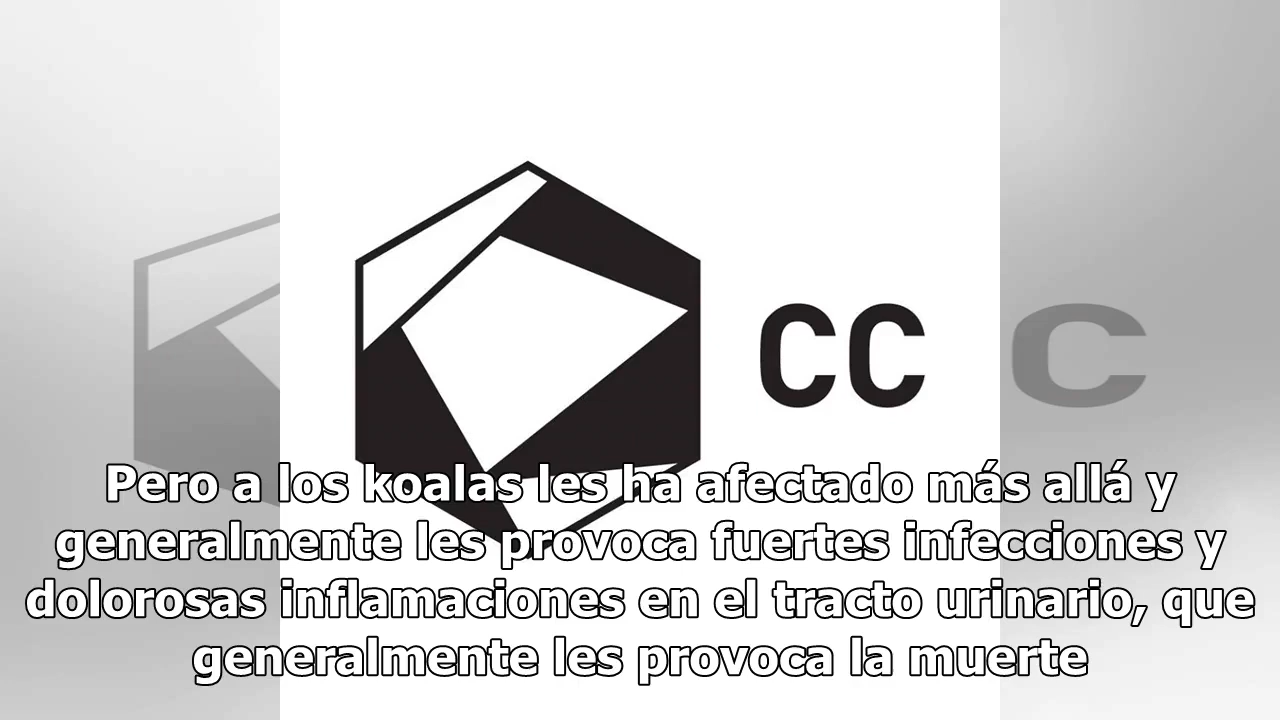 CC
C
Pero a los koalas les ha afectado más allá y
generalmente les provoca fuertes infecciones y
dolorosas inflamaciones en el tracto urinario, que
generalmente les provoca la muerte